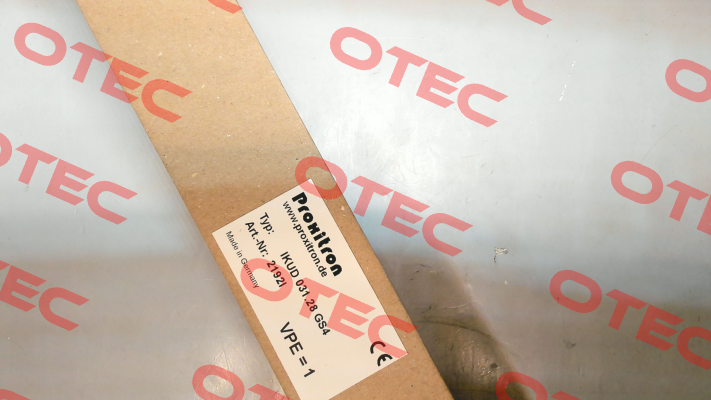 Proxitron
www.proxitron.de
Typ: IKUD 031.28 GS4
Art.-Nr: 2192I
Made in Germany
VPE = 1
CE
OTEC
OTEC
OTEC
OTEC
OTEC
OTEC
OTEC
OTEC
OTEC
OTEC